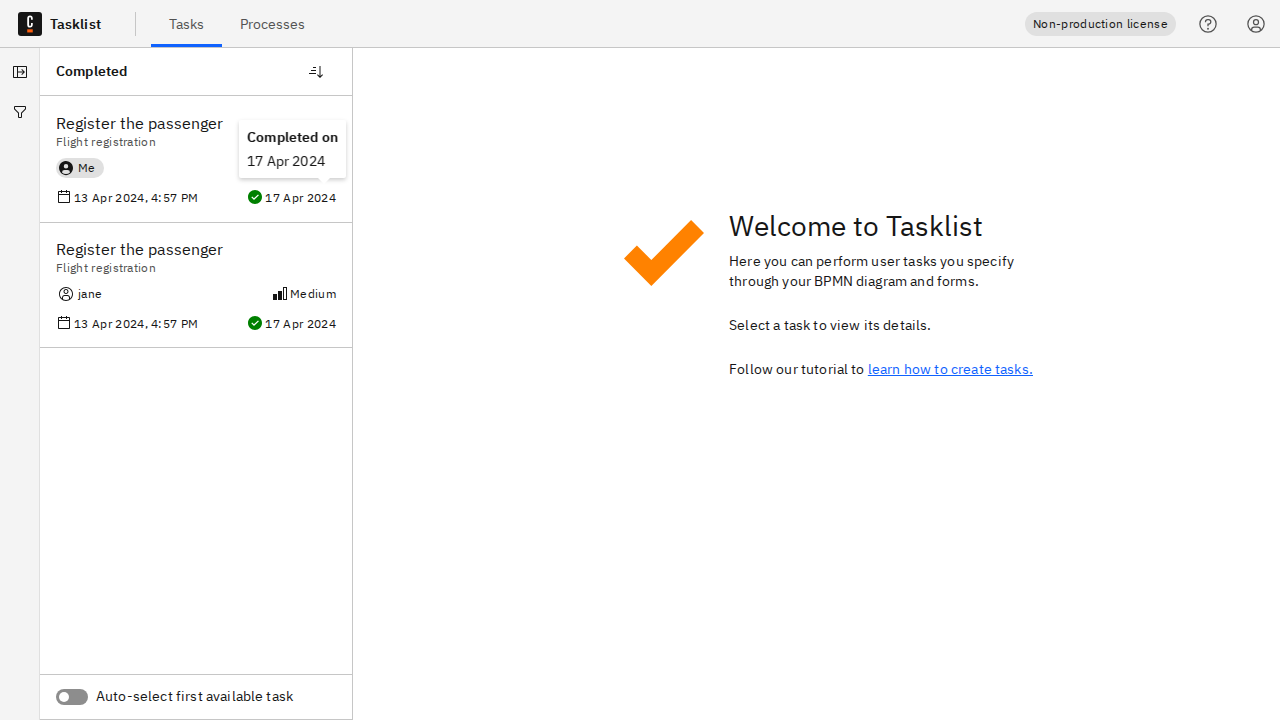 Tasklist
Tasks
Processes
Non-production license
Completed
Register the passenger
Flight registration
Me
Completed on
17 Apr 2024
13 Apr 2024, 4:57 PM
17 Apr 2024
Register the passenger
Flight registration
jane
Medium
13 Apr 2024, 4:57 PM
17 Apr 2024
Auto-select first available task
Welcome to Tasklist
Here you can perform user tasks you specify
through your BPMN diagram and forms.
Select a task to view its details.
Follow our tutorial to learn how to create tasks.